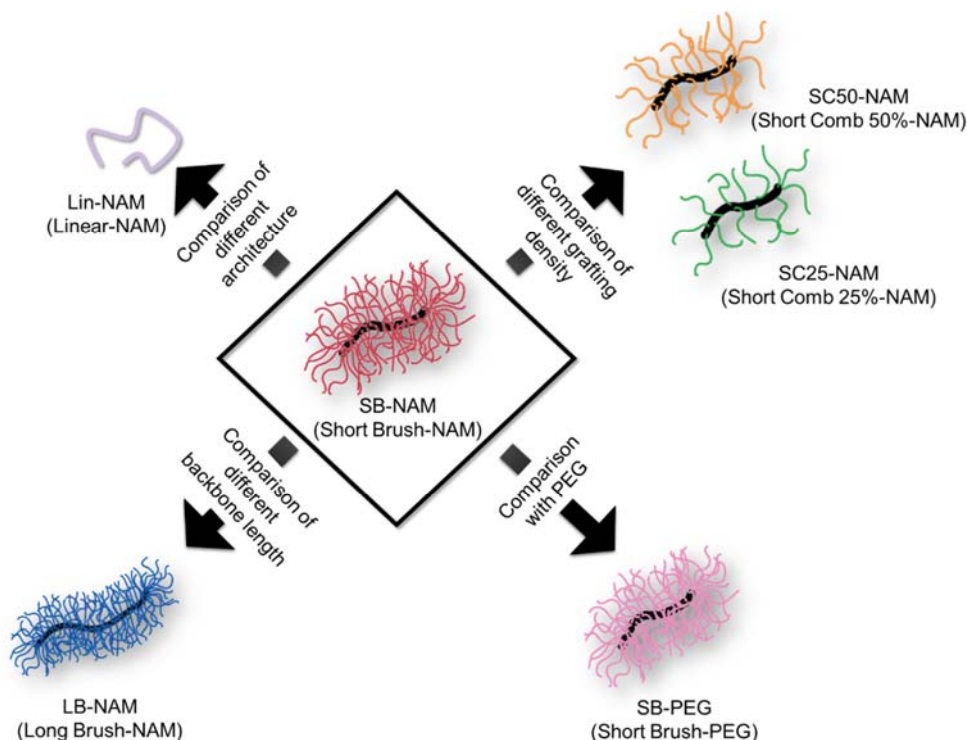 Lin-NAM
(Linear-NAM)
Comparison of
different
architecture
SC50-NAM
(Short Comb 50%-NAM)
Comparison of
different grafting
density
SC25-NAM
(Short Comb 25%-NAM)
SB-NAM
(Short Brush-NAM)
Comparison of
different
backbone length
Comparison
with PEG
LB-NAM
(Long Brush-NAM)
SB-PEG
(Short Brush-PEG)